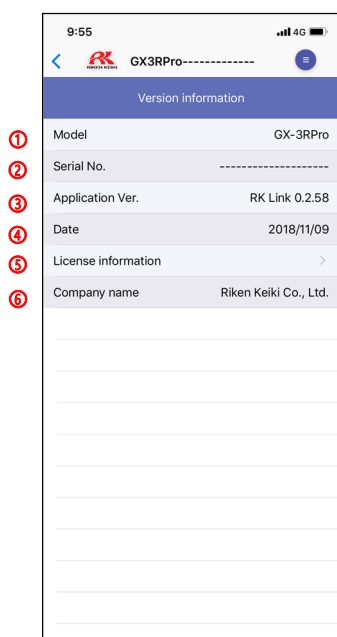 9:55 4G
RIKEN KEIKI GX3RPro-------------
Version information
① Model GX-3RPro
② Serial No. -------------------
③ Application Ver. RK Link 0.2.58
④ Date 2018/11/09
⑤ License information >
⑥ Company name Riken Keiki Co., Ltd.